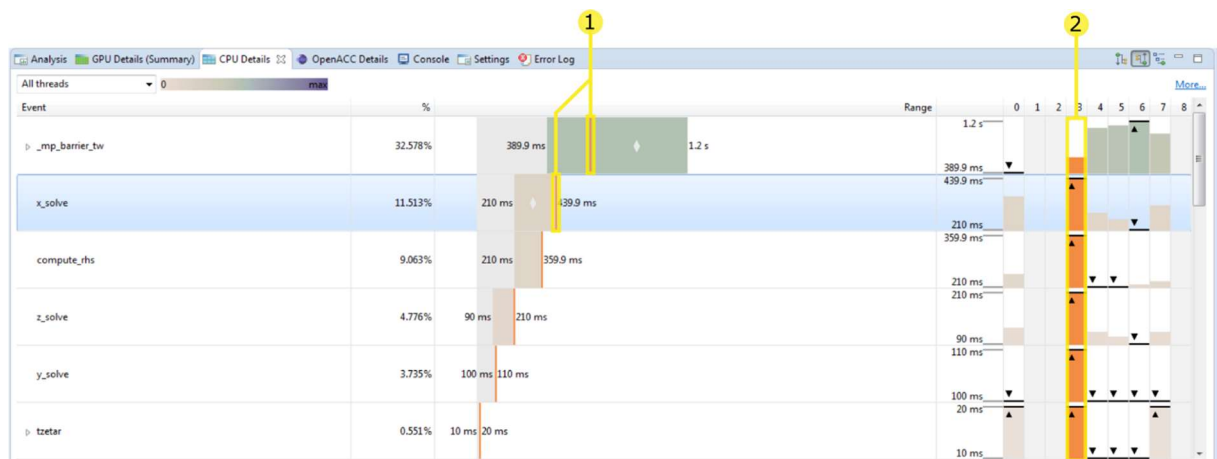 1 2
Analysis GPU Details (Summary) CPU Details OpenACC Details Console Settings Error Log
All threads 0 max More...
Event % Range 0 1 2 3 4 5 6 7 8
_mp_barrier_tw 32.578% 389.9 ms 1.2 s 1.2 s
389.9 ms
x_solve 11.513% 210 ms 439.9 ms 439.9 ms
210 ms
compute_rhs 9.063% 210 ms 359.9 ms 359.9 ms
210 ms
z_solve 4.776% 90 ms 210 ms 210 ms
90 ms
y_solve 3.735% 100 ms 110 ms 110 ms
100 ms
tzetar 0.551% 10 ms 20 ms 20 ms
10 ms